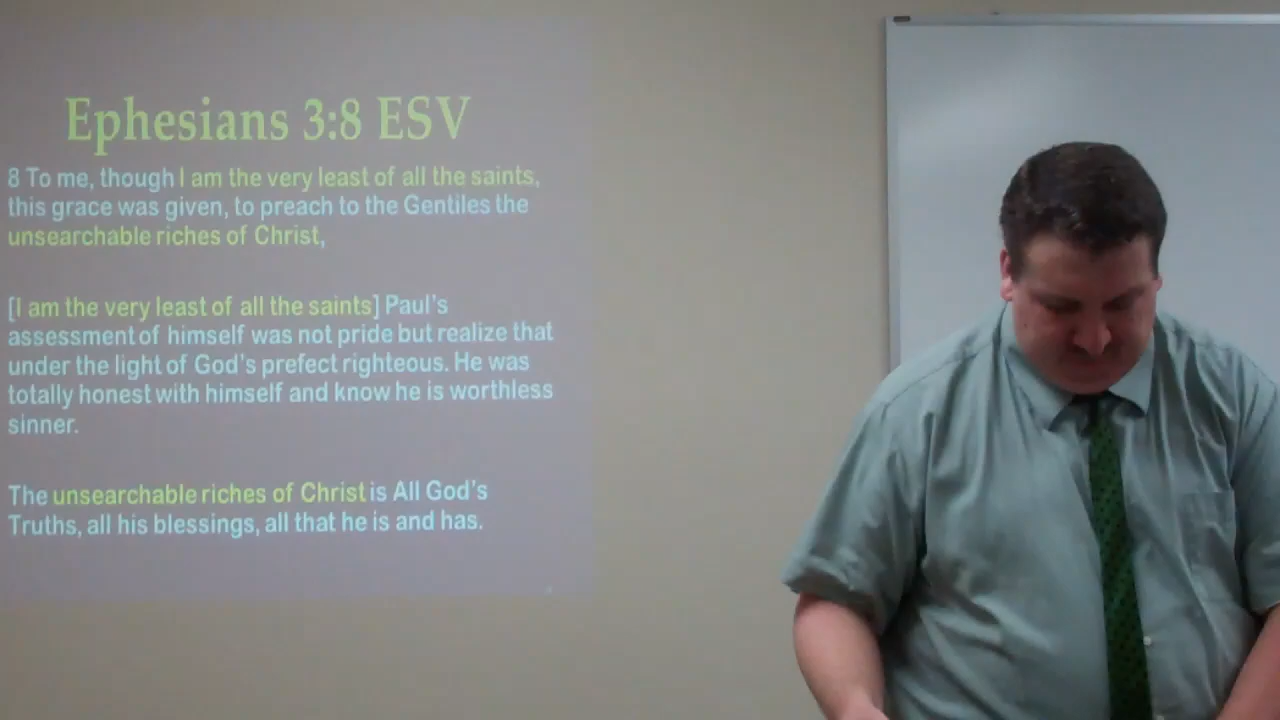 Ephesians 3:8 ESV
8 To me, though I am the very least of all the saints,
this grace was given, to preach to the Gentiles the
unsearchable riches of Christ,
[I am the very least of all the saints] Paul's
assessment of himself was not pride but realize that
under the light of God's prefect righteous. He was
totally honest with himself and know he is worthless
sinner.
The unsearchable riches of Christ is All God's
Truths, all his blessings, all that he is and has.